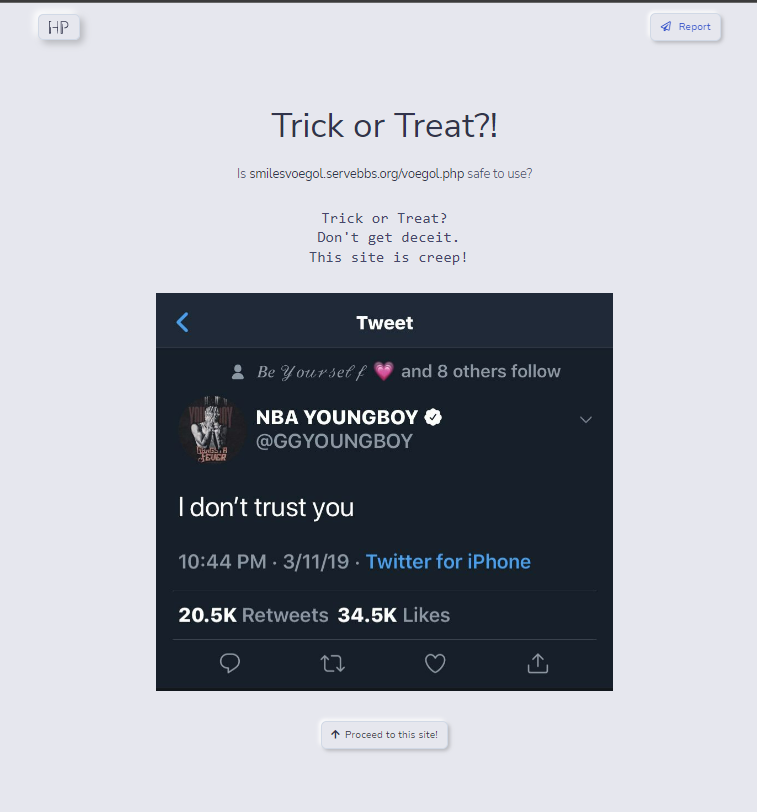 HP
Report
Trick or Treat?!
Is smilesvoegol.servebbs.org/voegol.php safe to use?
Trick or Treat?
Don't get deceit.
This site is creep!
Tweet
Be Yourself 💗 and 8 others follow
NBA YOUNGBOY
@GGYOUNGBOY
I don’t trust you
10:44 PM · 3/11/19 · Twitter for iPhone
20.5K Retweets 34.5K Likes
Proceed to this site!